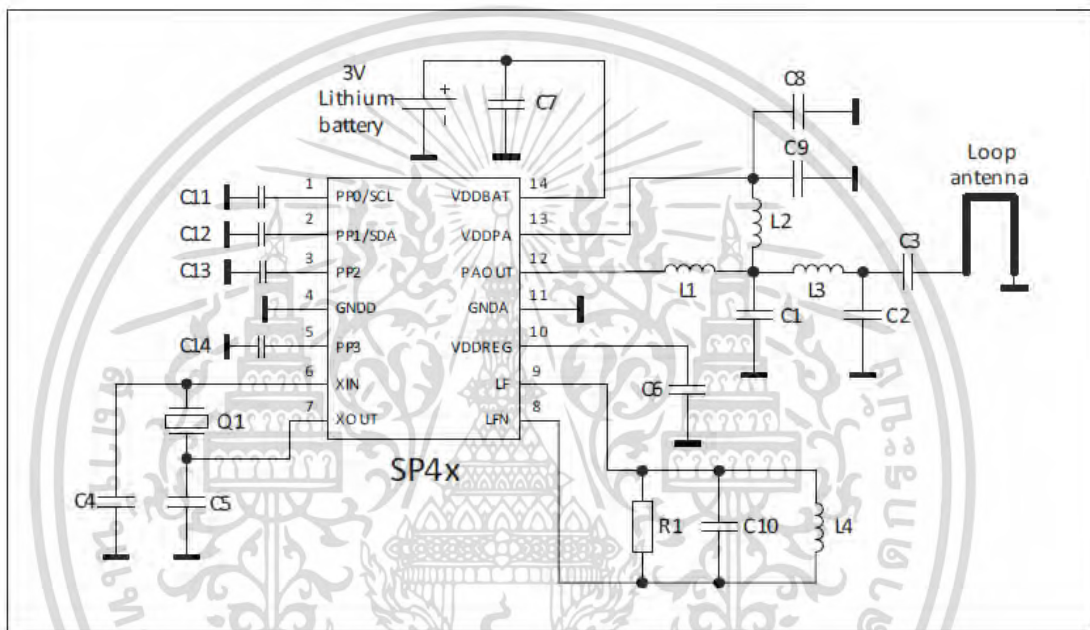 3V
Lithium
battery
+
-
C7
C8
C9
Loop
antenna
C11
C12
C13
C14
1
2
3
4
5
6
7
PP0/SCL
PP1/SDA
PP2
GNDD
PP3
XIN
XOUT
VDDBAT
VDDPA
PAOUT
GNDA
VDDREG
LF
LFN
14
13
12
11
10
9
8
SP4x
L2
L1
L3
C3
C1
C2
C6
Q1
C4
C5
R1
C10
L4